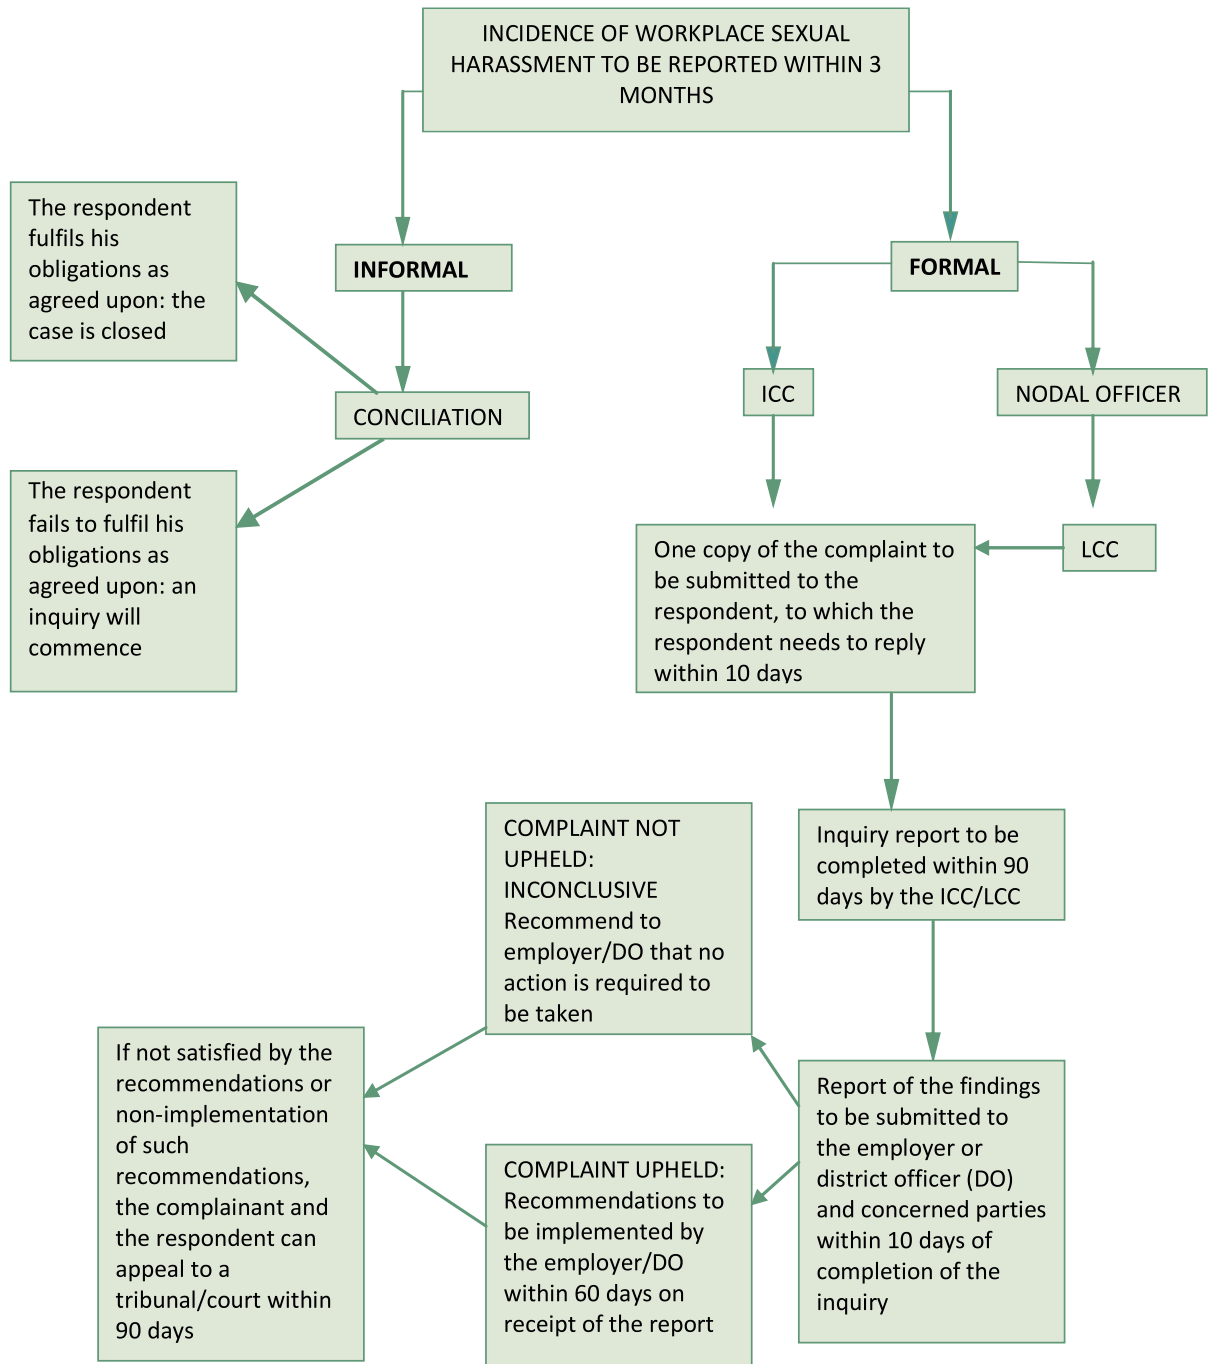 INCIDENCE OF WORKPLACE SEXUAL
HARASSMENT TO BE REPORTED WITHIN 3
MONTHS
The respondent
fulfils his
obligations as
agreed upon: the
case is closed
INFORMAL
FORMAL
CONCILIATION
ICC
NODAL OFFICER
The respondent
fails to fulfil his
obligations as
agreed upon: an
inquiry will
commence
One copy of the complaint to
be submitted to the
respondent, to which the
respondent needs to reply
within 10 days
LCC
Inquiry report to be
completed within 90
days by the ICC/LCC
COMPLAINT NOT
UPHELD:
INCONCLUSIVE
Recommend to
employer/DO that no
action is required to
be taken
Report of the findings
to be submitted to
the employer or
district officer (DO)
and concerned parties
within 10 days of
completion of the
inquiry
COMPLAINT UPHELD:
Recommendations to
be implemented by
the employer/DO
within 60 days on
receipt of the report
If not satisfied by the
recommendations or
non-implementation
of such
recommendations,
the complainant and
the respondent can
appeal to a
tribunal/court within
90 days